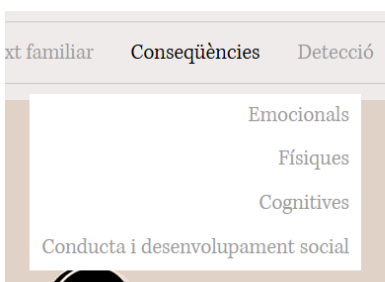 xt familiar Conseqüències Detecció
Emocionals
Físiques
Cognitives
Conducta i desenvolupament social